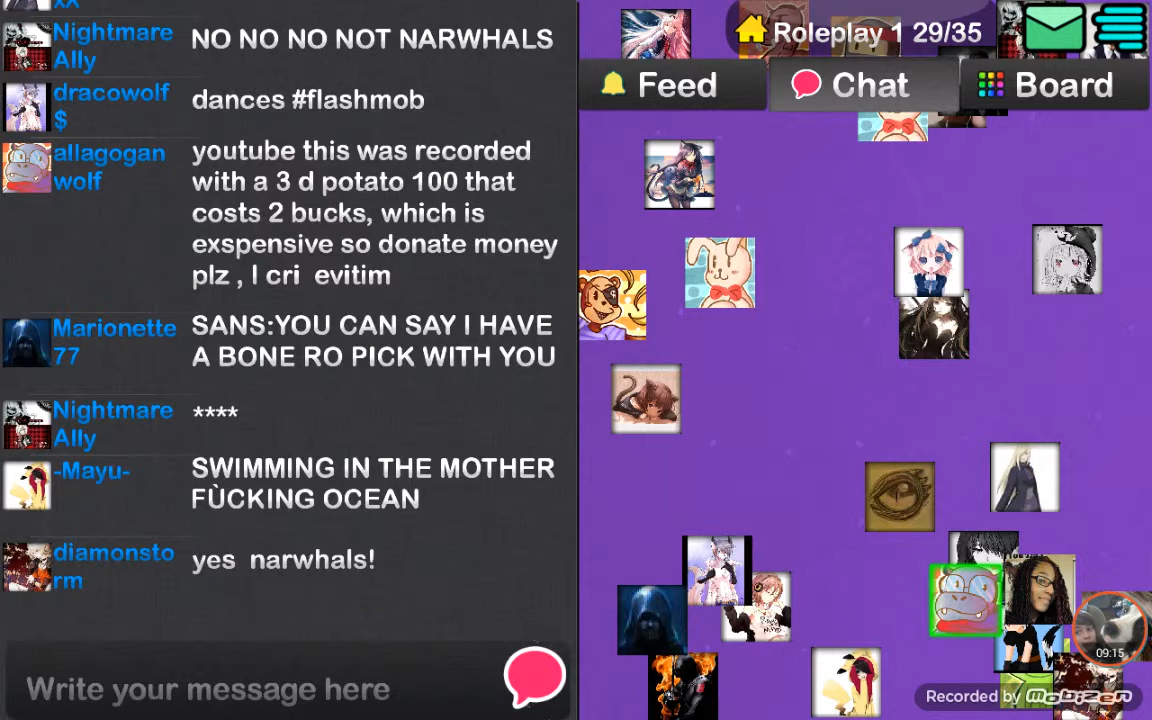 xX
Nightmare
Ally
NO NO NO NOT NARWHALS
dracowolf
$
dances #flashmob
allagogan
wolf
youtube this was recorded
with a 3 d potato 100 that
costs 2 bucks, which is
exspensive so donate money
plz , I cri evitim
Marionette
77
SANS:YOU CAN SAY I HAVE
A BONE RO PICK WITH YOU
Nightmare
Ally
****
-Mayu-
SWIMMING IN THE MOTHER
FÙCKING OCEAN
diamonsto
rm
yes narwhals!
Write your message here
Roleplay 1 29/35
Feed
Chat
Board
09:15
Recorded by Mobizen